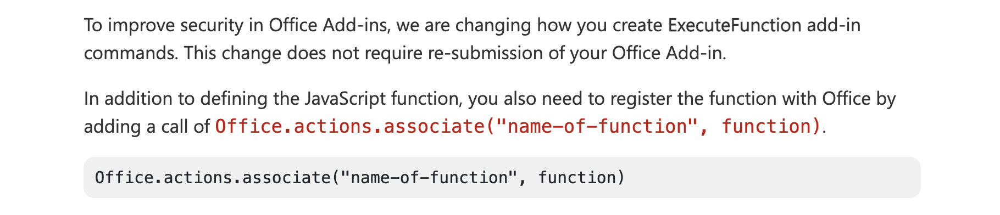 To improve security in Office Add-ins, we are changing how you create ExecuteFunction add-in
commands. This change does not require re-submission of your Office Add-in.
In addition to defining the JavaScript function, you also need to register the function with Office by
adding a call of Office.actions.associate("name-of-function", function).
Office.actions.associate("name-of-function", function)